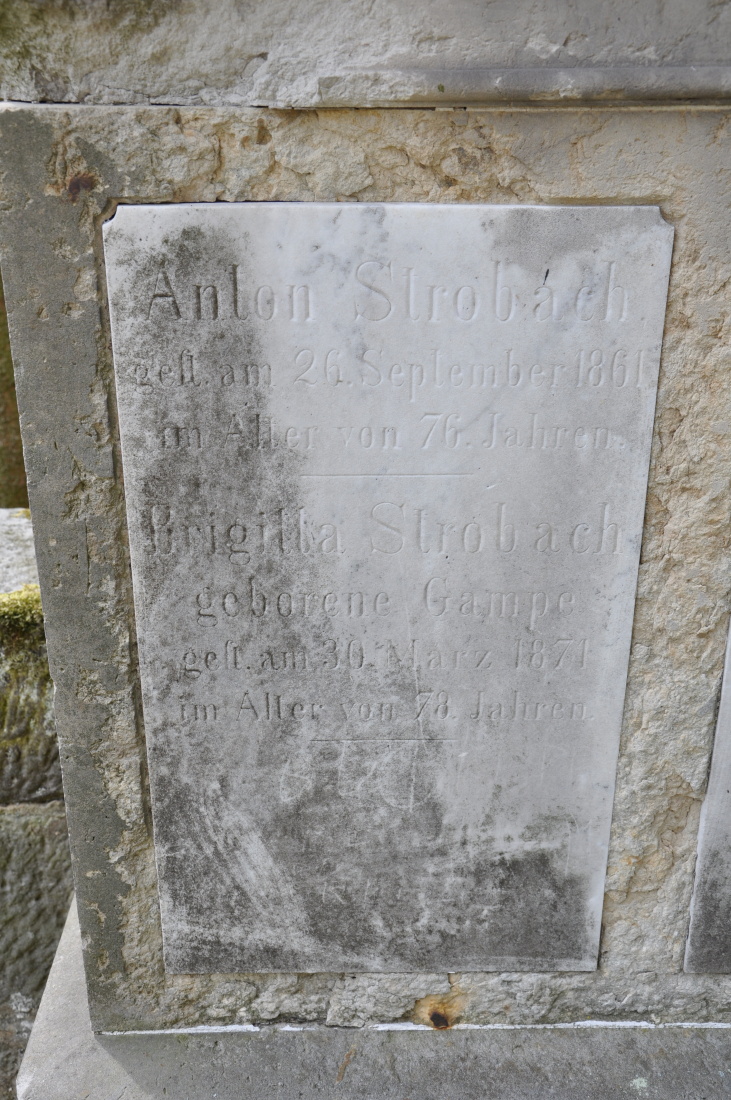 Anton Strobach
gest. am 26. September 1861
im Alter von 76. Jahren.
Brigitta Strobach
geborene Gampe
gest. am 30. März 1871
im Alter von 78. Jahren.